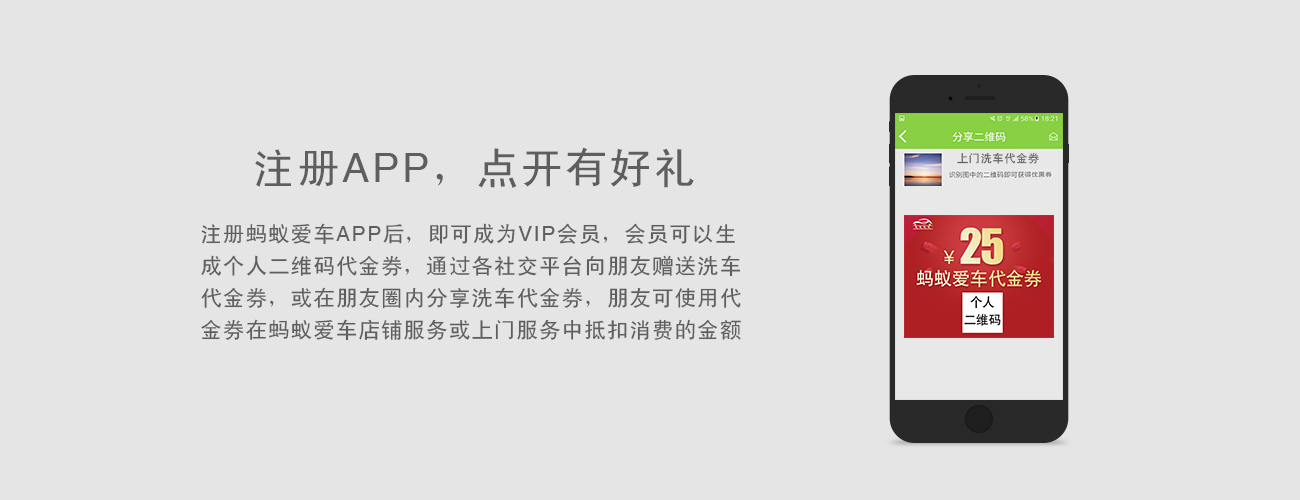 注册APP，点开有好礼
注册蚂蚁爱车APP后，即可成为VIP会员，会员可以生
成个人二维码代金券，通过各社交平台向朋友赠送洗车
代金券，或在朋友圈内分享洗车代金券，朋友可使用代
金券在蚂蚁爱车店铺服务或上门服务中抵扣消费的金额
58% 18:21
分享二维码
上门洗车代金券
识别图中的二维码即可获得优惠券
¥25
蚂蚁爱车代金券
个人
二维码